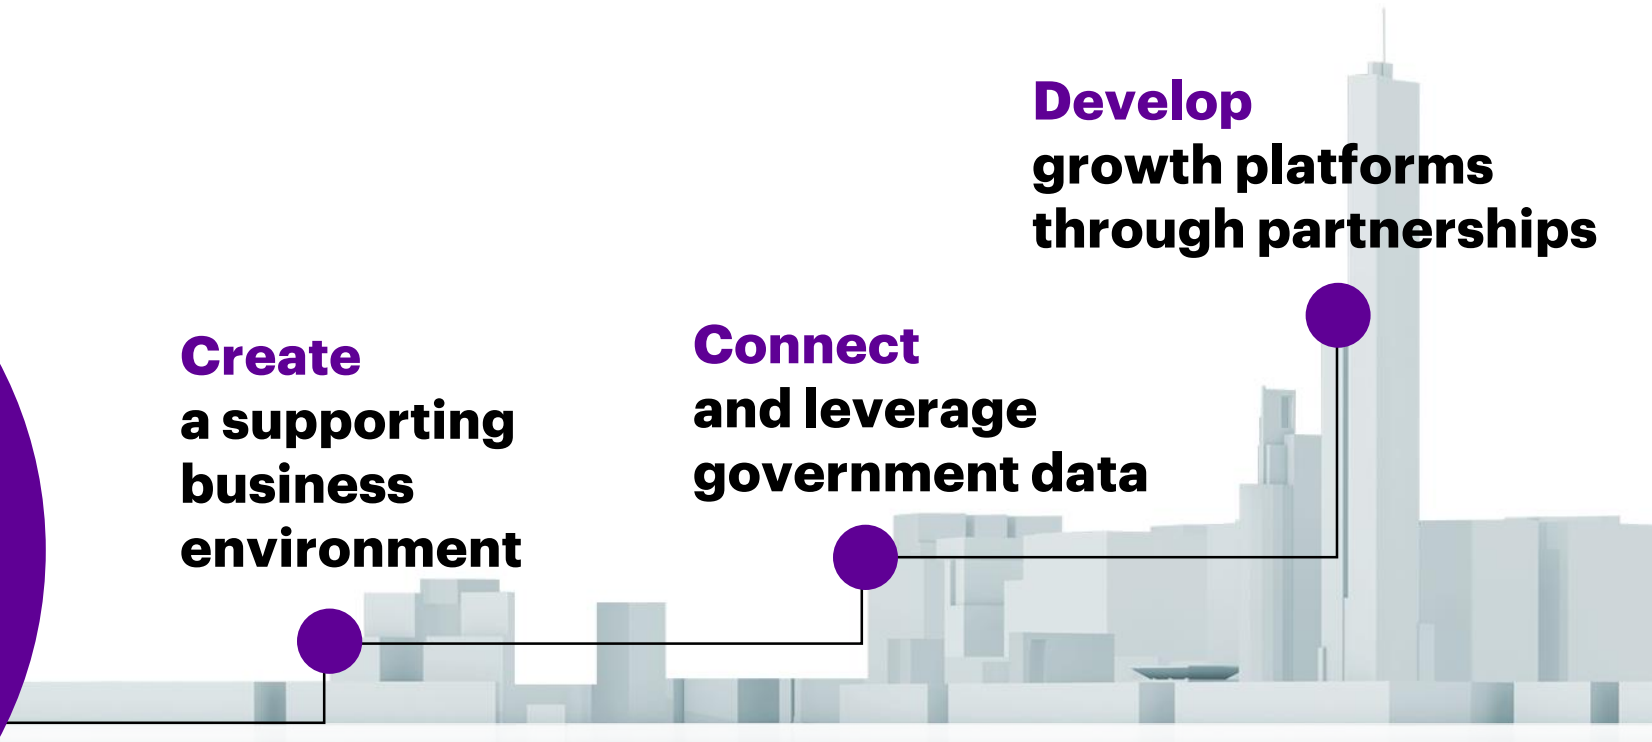 Create
a supporting
business
environment
Connect
and leverage
government data
Develop
growth platforms
through partnerships